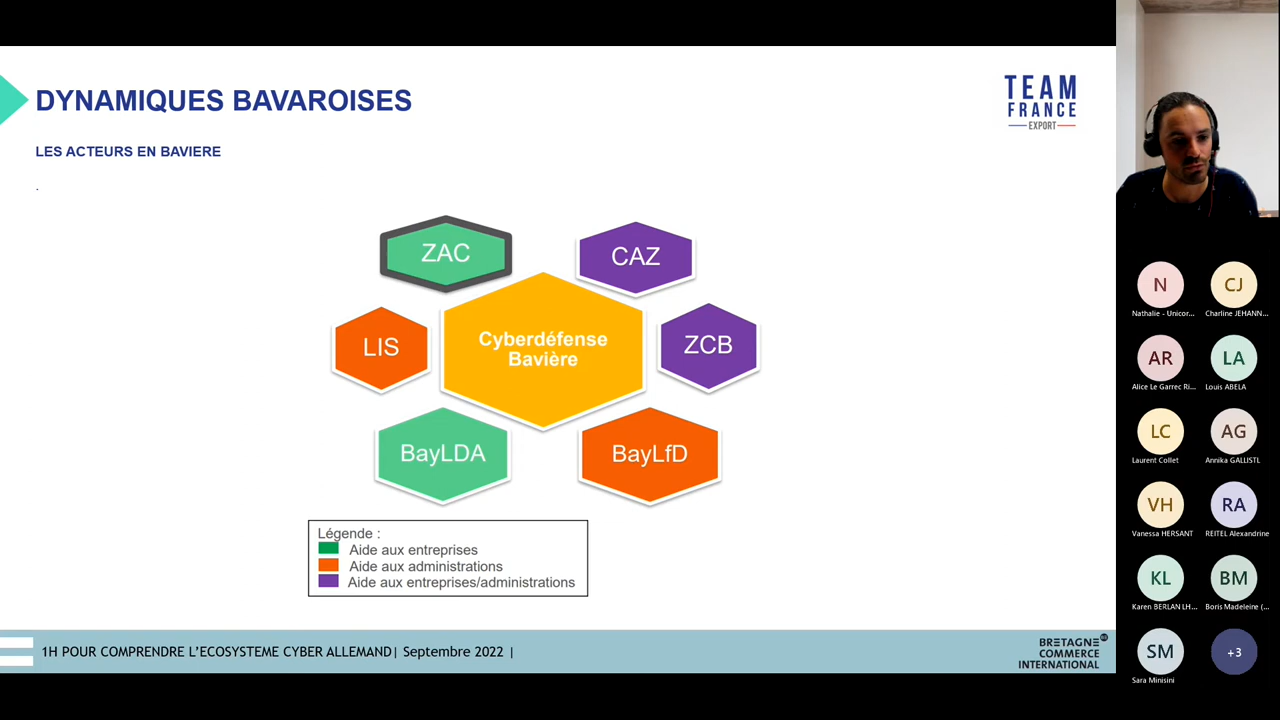 DYNAMIQUES BAVAROISES
TEAM
FRANCE
EXPORT
LES ACTEURS EN BAVIERE
.
ZAC
CAZ
LIS
Cyberdéfense
Bavière
ZCB
BayLDA
BayLfD
Légende :
Aide aux entreprises
Aide aux administrations
Aide aux entreprises/administrations
1H POUR COMPRENDRE L'ECOSYSTEME CYBER ALLEMAND| Septembre 2022 |
BRETAGNE
COMMERCE
INTERNATIONAL
N
Nathalie - Unicor...
CJ
Charline JEHANN...
AR
Alice Le Garrec Ri...
LA
Louis ABELA
LC
Laurent Collet
AG
Annika GALLISTL
VH
Vanessa HERSANT
RA
REITEL Alexandrine
KL
Karen BERLAN LH...
BM
Boris Madeleine (...
SM
Sara Minisini
+3